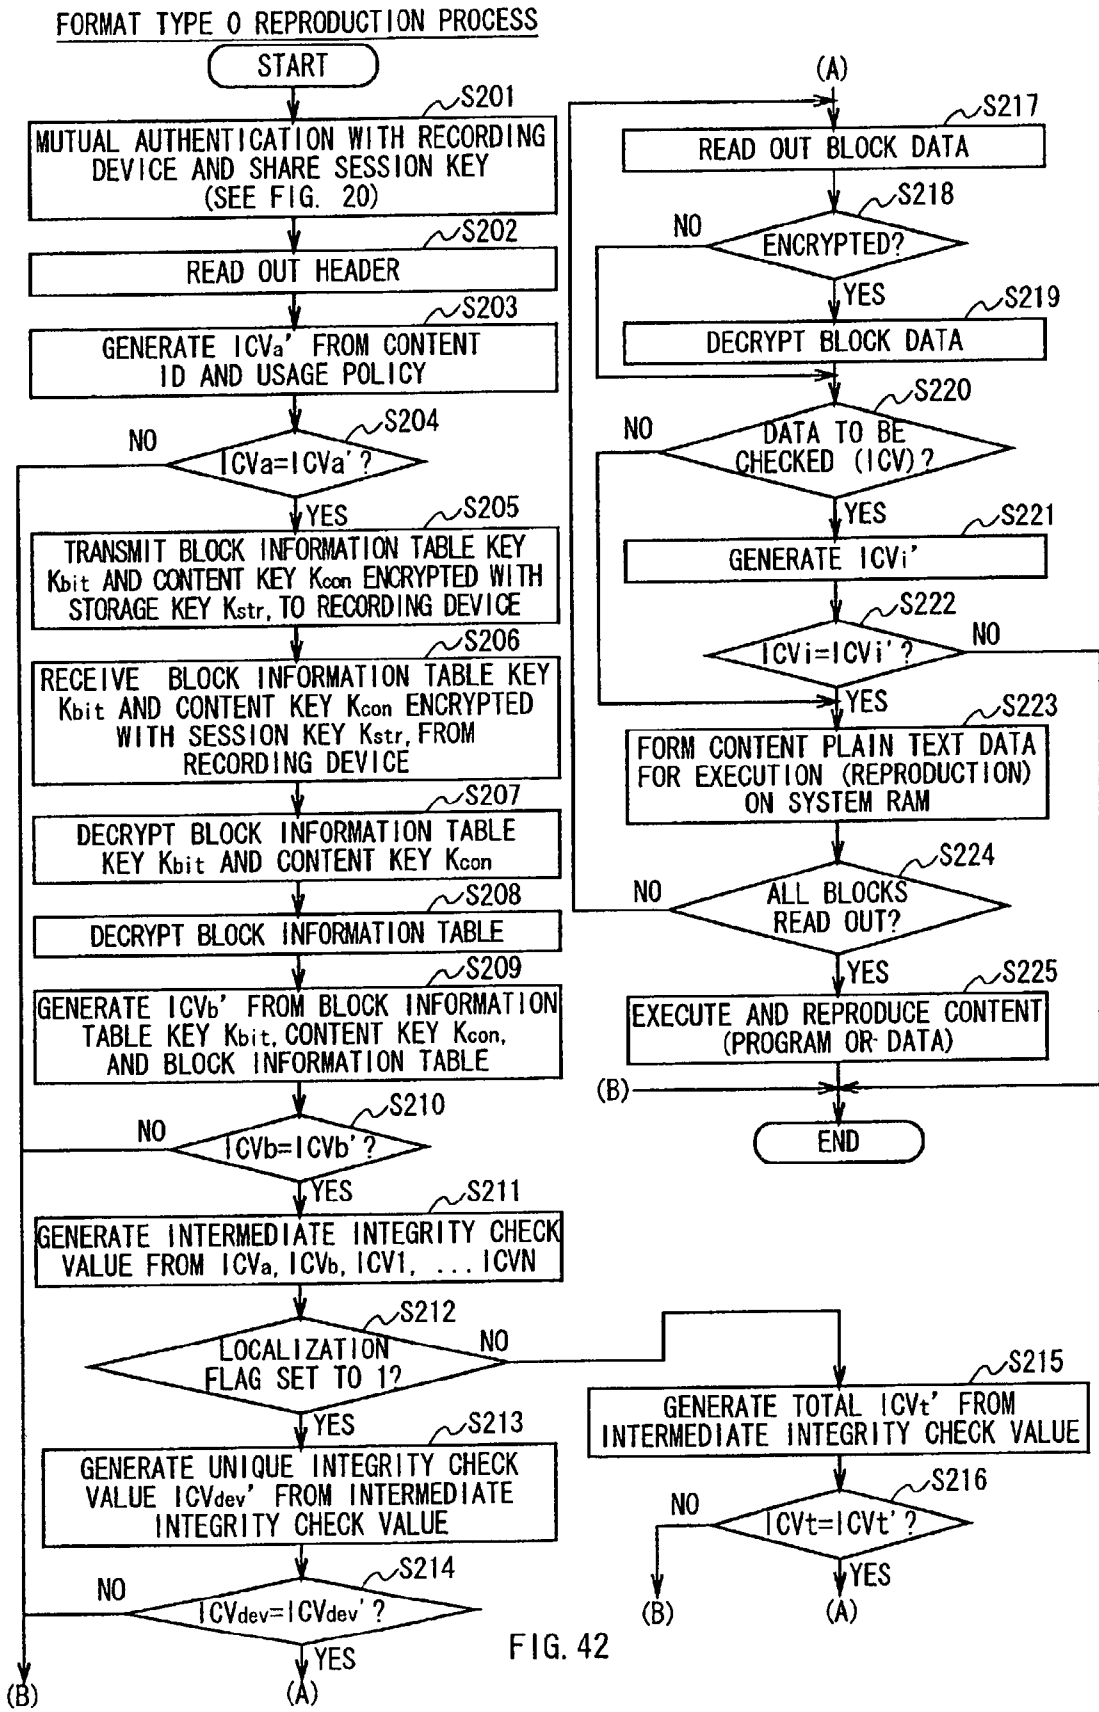 FORMAT TYPE 0 REPRODUCTION PROCESS
START
S201
MUTUAL AUTHENTICATION WITH RECORDING
DEVICE AND SHARE SESSION KEY
(SEE FIG. 20)
S202
READ OUT HEADER
S203
GENERATE ICVa' FROM CONTENT
ID AND USAGE POLICY
S204
NO
ICVa=ICVa'?
YES
S205
TRANSMIT BLOCK INFORMATION TABLE KEY
Kbit AND CONTENT KEY Kcon ENCRYPTED WITH
STORAGE KEY Kstr, TO RECORDING DEVICE
S206
RECEIVE BLOCK INFORMATION TABLE KEY
Kbit AND CONTENT KEY Kcon ENCRYPTED
WITH SESSION KEY Kstr, FROM
RECORDING DEVICE
S207
DECRYPT BLOCK INFORMATION TABLE
KEY Kbit AND CONTENT KEY Kcon
S208
DECRYPT BLOCK INFORMATION TABLE
S209
GENERATE ICVb' FROM BLOCK INFORMATION
TABLE KEY Kbit, CONTENT KEY Kcon,
AND BLOCK INFORMATION TABLE
S210
NO
ICVb=ICVb'?
YES
S211
GENERATE INTERMEDIATE INTEGRITY CHECK
VALUE FROM ICVa, ICVb, ICV1, ... ICVN
S212
NO
LOCALIZATION
FLAG SET TO 1?
YES
S213
GENERATE UNIQUE INTEGRITY CHECK
VALUE ICVdev' FROM INTERMEDIATE
INTEGRITY CHECK VALUE
S214
NO
ICVdev=ICVdev'?
YES
(B)
(A)
S215
GENERATE TOTAL ICVt' FROM
INTERMEDIATE INTEGRITY CHECK VALUE
S216
NO
ICVt=ICVt'?
YES
(B)
(A)
(A)
S217
READ OUT BLOCK DATA
S218
NO
ENCRYPTED?
YES
S219
DECRYPT BLOCK DATA
S220
NO
DATA TO BE
CHECKED (ICV)?
YES
S221
GENERATE ICVi'
S222
NO
ICVi=ICVi'?
YES
S223
FORM CONTENT PLAIN TEXT DATA
FOR EXECUTION (REPRODUCTION)
ON SYSTEM RAM
S224
NO
ALL BLOCKS
READ OUT?
YES
S225
EXECUTE AND REPRODUCE CONTENT
(PROGRAM OR DATA)
(B)
END
FIG. 42